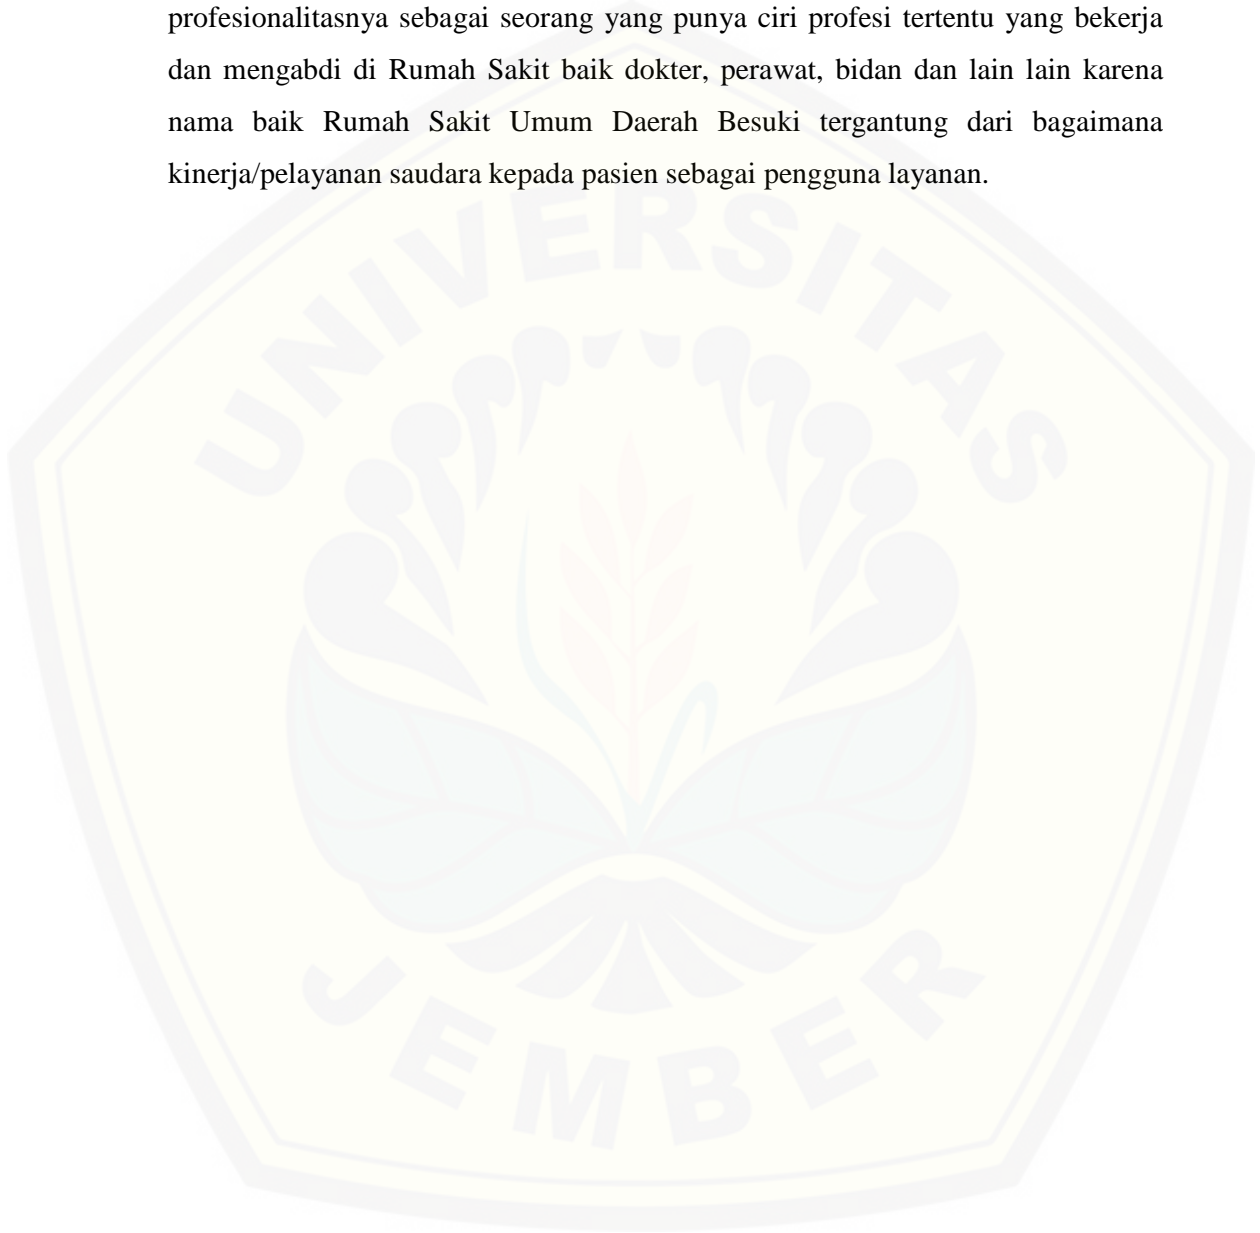 profesionalitasnya sebagai seorang yang punya ciri profesi tertentu yang bekerja
dan mengabdi di Rumah Sakit baik dokter, perawat, bidan dan lain lain karena
nama baik Rumah Sakit Umum Daerah Besuki tergantung dari bagaimana
kinerja/pelayanan saudara kepada pasien sebagai pengguna layanan.
UNIVERSITAS
JEMBER